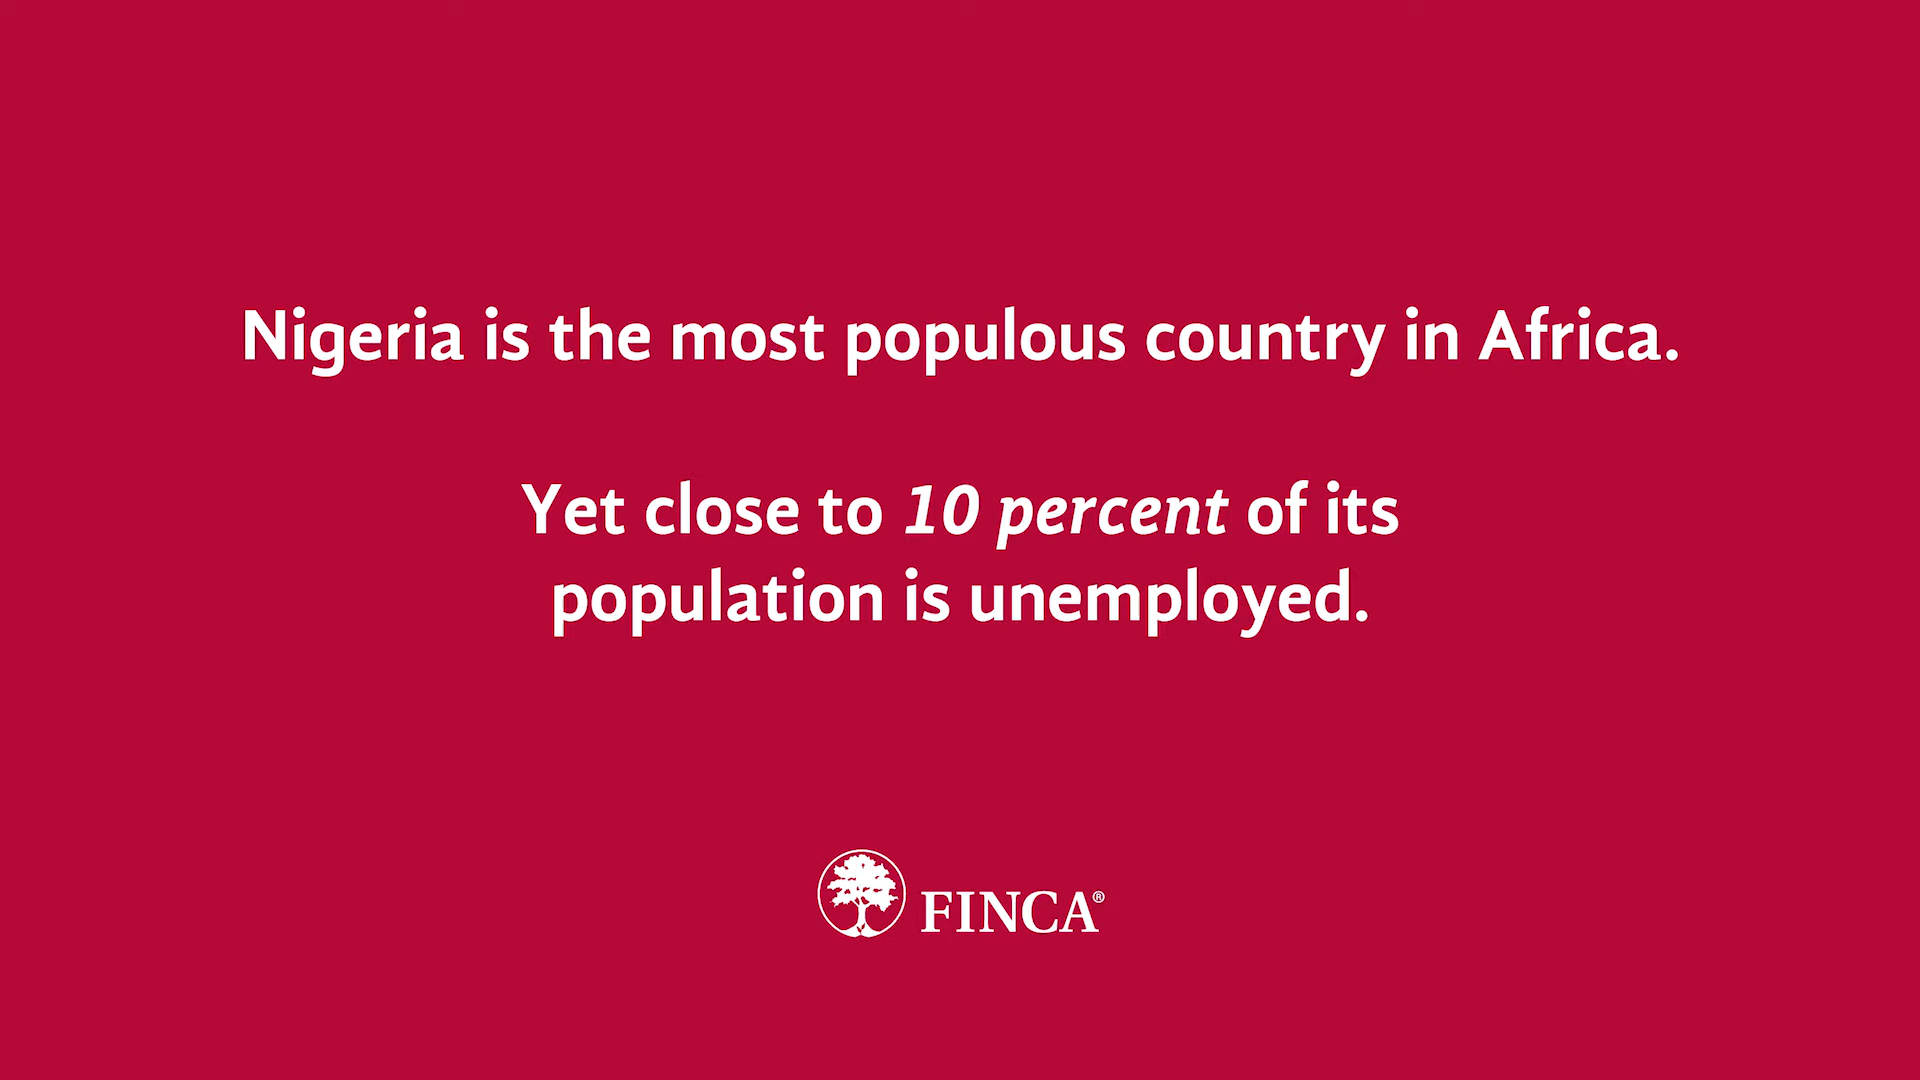 Nigeria is the most populous country in Africa.
Yet close to 10 percent of its
population is unemployed.
FINCA®